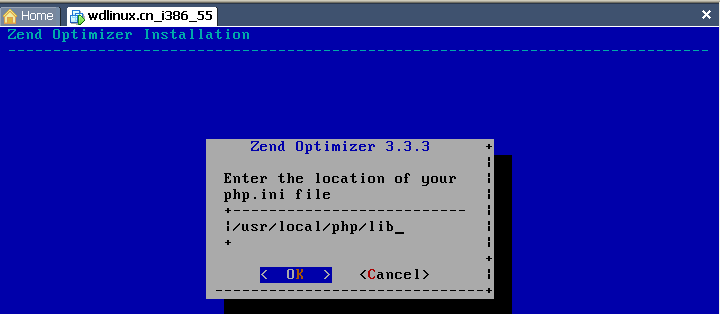 Home
wdlinux.cn_i386_55
Zend Optimizer Installation
Zend Optimizer 3.3.3
Enter the location of your
php.ini file
/usr/local/php/lib_
< OK > <Cancel>